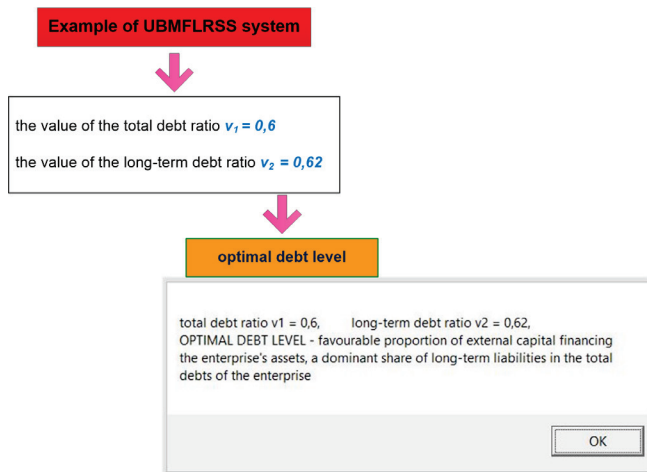 Example of UBMFLRSS system
the value of the total debt ratio v₁ = 0,6
the value of the long-term debt ratio v₂ = 0,62
optimal debt level
total debt ratio v1 = 0,6, long-term debt ratio v2 = 0,62,
OPTIMAL DEBT LEVEL - favourable proportion of external capital financing
the enterprise's assets, a dominant share of long-term liabilities in the total
debts of the enterprise
OK